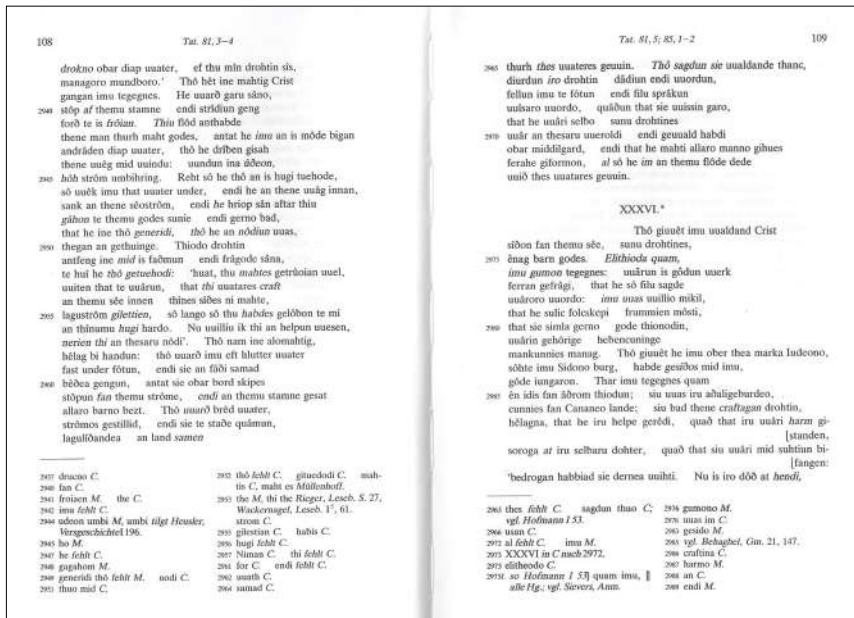 108
Tat. 81, 3–4
drokno obar diap uuater, ef thu mîn drohtin sîs,
managoro mundboro.' Thô hêt ine mahtig Crist
gangan imu tegegnes. He uuarð garu sâno,
2940 stôp af themu stamne endi strîdiun geng
forð te is frôian. Thiu flôd anthabde
thene man thurh maht godes, antat he imu an is môde bigan
andrâden diap uuater, thô he drîben gisah
thene uuêg mid uuindu: uundun ina ûðeon,
2945 hôh strôm umbihring. Reht sô he thô an is hugi tuehode,
sô uuêk imu that uuater under, endi he an thene uuâg innan,
sank an thene sêostrôm, endi he hriop sân aftar thiu
gâhon te themu godes sunie endi gerno bad,
that he ine thô generidi, thô he an nôdiun uuas,
2950 thegan an gethuinge. Thiodo drohtin
antfeng ine mid is faðmun endi frâgode sâna,
te huî he thô getuehodi: 'huat, thu mahtes getrûoian uuel,
uuiten that te uuârun, that thi uuatares craft
an themu sêe innen thînes sîðes ni mahte,
2955 lagustrôm gilettien, sô lango sô thu habdes gelôbon te mi
an thînumu hugi hardo. Nu uuilliu ik thi an helpun uuesen,
nerien thi an thesaru nôdi'. Thô nam ine alomahtig,
hêlag bi handun: thô uuarð imu eft hlutter uuater
fast under fôtun, endi sie an fâði samad
2960 bêðea gengun, antat sie obar bord skipes
stôpun fan themu strôme, endi an themu stamne gesat
allaro barno bezt. Thô uuarð brêd uuater,
strômos gestillid, endi sie te staðe quâmun,
lagulîðandea an land samen
2937 druono C.
2940 fan C.
2941 froiaen M. the C.
2942 imu fehlt C.
2944 udeon umbi M, umbi tilgt Heusler,
Versgeschichte I 196.
2945 ho M.
2947 he fehlt C.
2948 gagahom M.
2949 generidi thô fehlt M. nodi C.
2951 thuo mid C.
2952 thô fehlt C. gituedodi C. mah-
tis C, maht es Müllenhoff.
2953 the M, thi the Rieger, Leseb. S. 27,
Wackernagel, Leseb. 1⁵, 61.
strom C.
2955 gilestian C. habis C.
2956 hugi fehlt C.
2957 Niman C. thi fehlt C.
2961 for C. endi fehlt C.
2962 uuath C.
2964 samad C.
Tat. 81, 5; 85, 1–2
109
2965 thurh thes uuateres geuuin. Thô sagdun sie uualdande thanc,
diurdun iro drohtin dâdiun endi uuordun,
fellun imu te fôtun endi filu sprâkun
uuîsaro uuordo, quâðun that sie uuissin garo,
that he uuâri selbo sunu drohtines
2970 uuâr an thesaru uueroldi endi geuuald habdi
obar middilgard, endi that he mahti allaro manno gihues
ferahe giformon, al sô he im an themu flôde dede
uuið thes uuatares geuuin.
XXXVI.*
Thô giuuêt imu uualdand Crist
sîðon fan themu sêe, sunu drohtines,
2975 ênag barn godes. Elithioda quam,
imu gumon tegegnes: uuârun is gôdun uuerk
ferran gefrâgi, that he sô filu sagde
uuâroro uuordo: imu uuas uuillio mikil,
that he sulic folcskepi frummien môsti,
2980 that sie simla gerno gode thionodin,
uuârin gehôrige hebencuninge
mankunnies manag. Thô giuuêt he imu ober thea marka Iudeono,
sôhte imu Sidono burg, habde gesîðos mid imu,
gôde iungaron. Thar imu tegegnes quam
2985 ên idis fan âðrom thiodun; siu uuas iru aðaligeburdeo,
cunnies fan Cananeo lande; siu bad thene craftagan drohtin,
hêlagna, that he iru helpe gerêdi, quað that iru uuâri harm gi-
[standen,
soroga at iru selbaru dohter, quað that siu uuâri mid suhtiun bi-
[fangen:
'bedrogan habbiad sie dernea uuihti. Nu is iro dôð at hendi,
2965 thes fehlt C. sagdun thuo C;
vgl. Hofmann I 53.
2966 usun C.
2972 al fehlt C. imu M.
2973 XXXVI in C nach 2972.
2975 elitheodo C.
2975f. so Hofmann I 53] quam imu, ‖
alle Hg.; vgl. Sievers, Anm.
2976 gumono M.
2978 uuas im C.
2983 gesido M.
2985 vgl. Behaghel, Gm. 21, 147.
2986 craftina C.
2987 harmo M.
2988 an C.
2989 endi M.